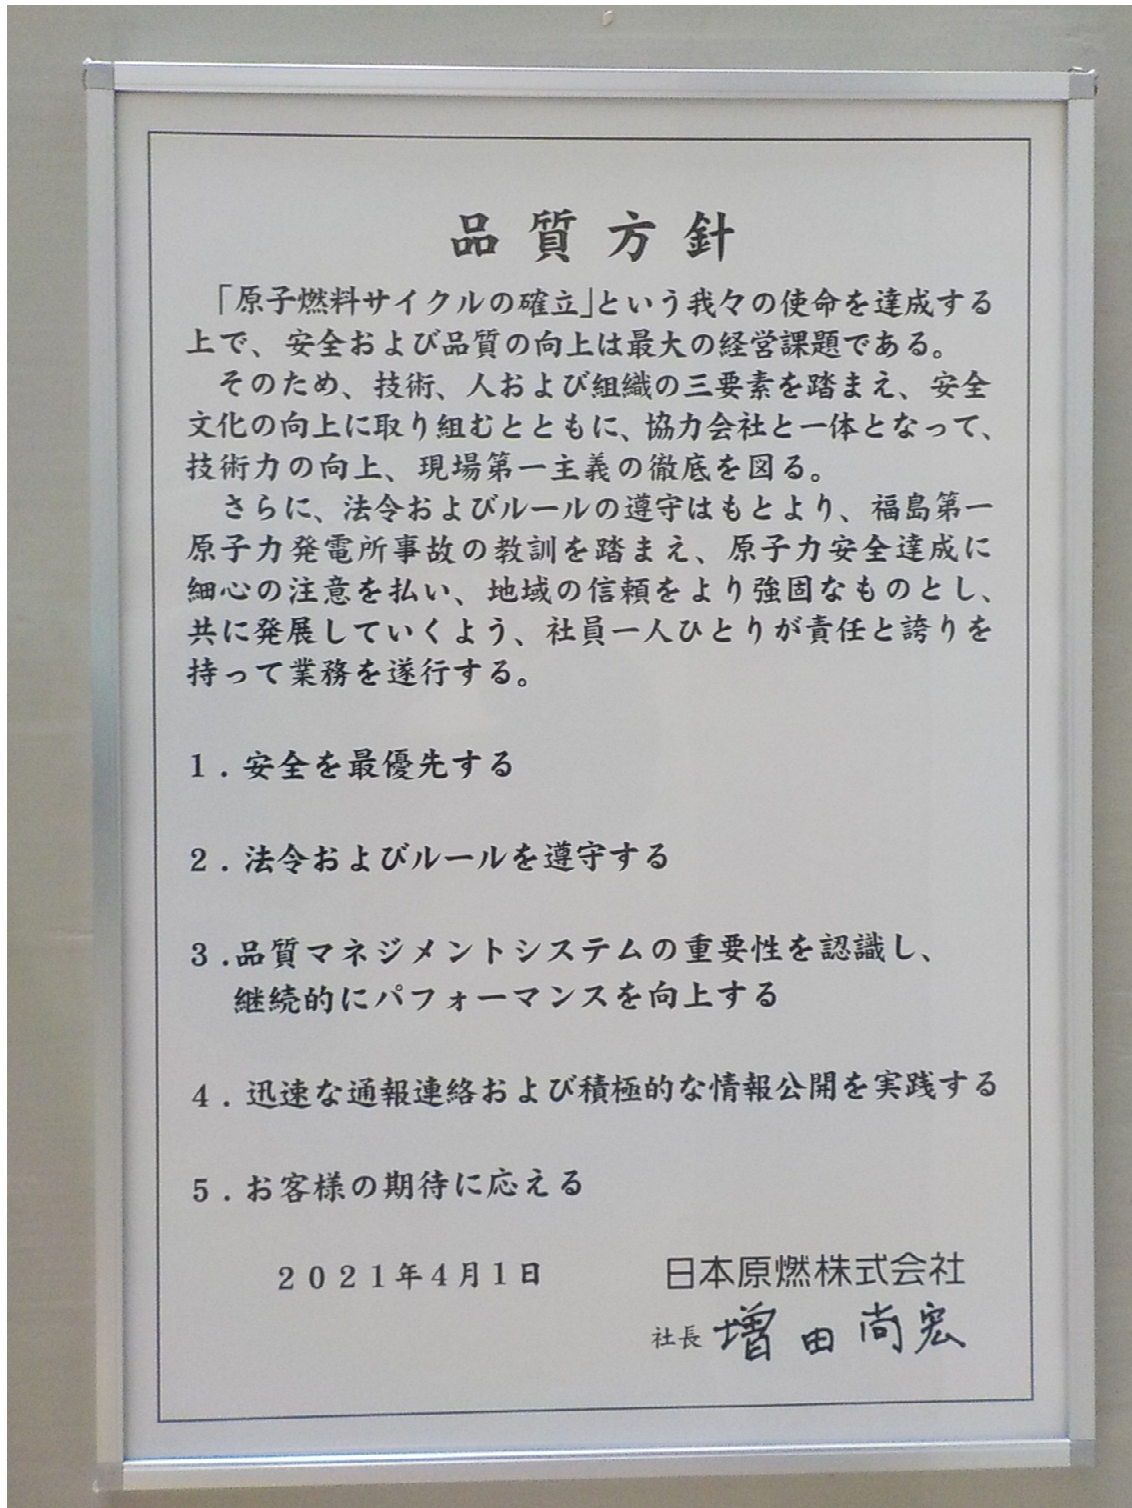 品質方針
「原子燃料サイクルの確立」という我々の使命を達成する
上で、安全および品質の向上は最大の経営課題である。
そのため、技術、人および組織の三要素を踏まえ、安全
文化の向上に取り組むとともに、協力会社と一体となって、
技術力の向上、現場第一主義の徹底を図る。
さらに、法令およびルールの遵守はもとより、福島第一
原子力発電所事故の教訓を踏まえ、原子力安全達成に
細心の注意を払い、地域の信頼をより強固なものとし、
共に発展していくよう、社員一人ひとりが責任と誇りを
持って業務を遂行する。
1.安全を最優先する
2.法令およびルールを遵守する
3.品質マネジメントシステムの重要性を認識し、
継続的にパフォーマンスを向上する
4.迅速な通報連絡および積極的な情報公開を実践する
5.お客様の期待に応える
2021年4月1日
日本原燃株式会社
社長 増田尚宏